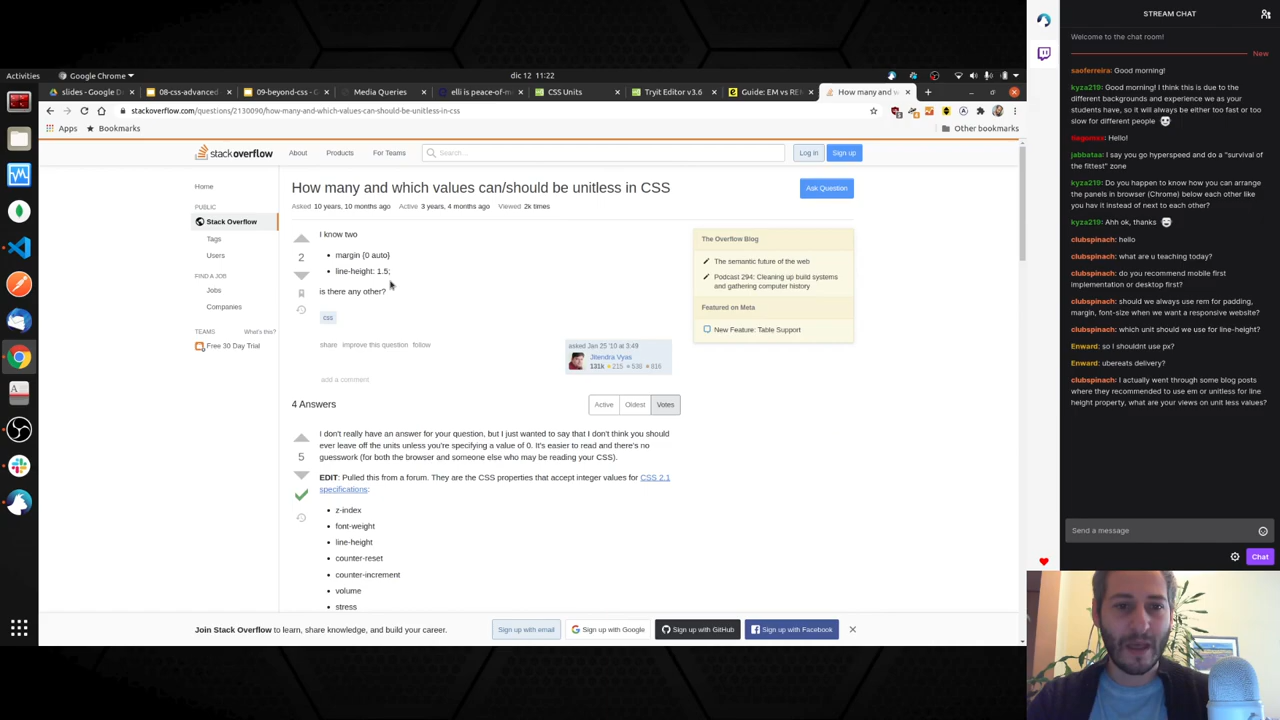 Activities
Google Chrome
dic 12 11:22
slides - Google D
08-css-advanced
09-beyond-css - G
Media Queries
elli is peace-of-m
CSS Units
Tryit Editor v3.6
Guide: EM vs REM
How many and w
stackoverflow.com/questions/2130090/how-many-and-which-values-can-should-be-unitless-in-css
Apps
Bookmarks
Other bookmarks
stackoverflow
About
Products
For Teams
Search...
Log in
Sign up
Home
PUBLIC
Stack Overflow
Tags
Users
FIND A JOB
Jobs
Companies
TEAMS
What's this?
Free 30 Day Trial
How many and which values can/should be unitless in CSS
Ask Question
Asked 10 years, 10 months ago
Active 3 years, 4 months ago
Viewed 2k times
2
I know two
margin {0 auto}
line-height: 1.5;
is there any other?
css
share improve this question follow
asked Jan 25 '10 at 3:49
Jitendra Vyas
131k 215 530 816
add a comment
The Overflow Blog
The semantic future of the web
Podcast 294: Cleaning up build systems
and gathering computer history
Featured on Meta
New Feature: Table Support
4 Answers
Active
Oldest
Votes
5
I don't really have an answer for your question, but I just wanted to say that I don't think you should
ever leave off the units unless you're specifying a value of 0. It's easier to read and there's no
guesswork (for both the browser and someone else who may be reading your CSS).
EDIT: Pulled this from a forum. They are the CSS properties that accept integer values for CSS 2.1
specifications:
z-index
font-weight
line-height
counter-reset
counter-increment
volume
stress
Join Stack Overflow to learn, share knowledge, and build your career.
Sign up with email
Sign up with Google
Sign up with GitHub
Sign up with Facebook
STREAM CHAT
Welcome to the chat room!
New
saoferreira: Good morning!
kyza219: Good morning! I think this is due to the
different backgrounds and experience we as your
students have, so it will always be either too fast or too
slow for different people
Hello!
jabbataa: I say you go hyperspeed and do a "survival of
the fittest" zone
kyza219: Do you happen to know how you can arrange
the panels in browser (Chrome) below each other like
you hav it instead of next to each other?
kyza219: Ahh ok, thanks
clubspinach: hello
clubspinach: what are u teaching today?
clubspinach: do you recommend mobile first
implementation or desktop first?
clubspinach: should we always use rem for padding,
margin, font-size when we want a responsive website?
clubspinach: which unit should we use for line-height?
Enward: so I shouldnt use px?
Enward: ubereats delivery?
clubspinach: I actually went through some blog posts
where they recommended to use em or unitless for line
height property, what are your views on unit less values?
Send a message
Chat